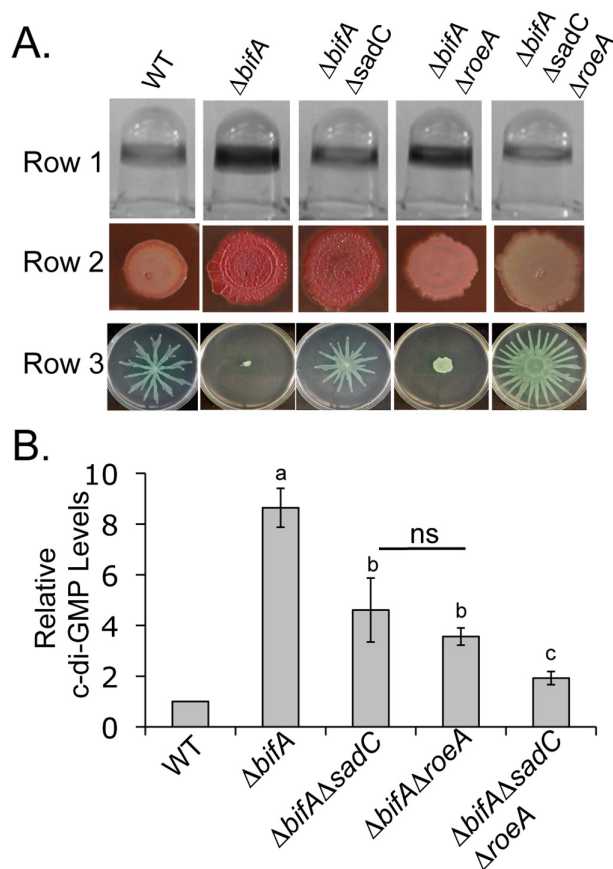 A.
WT
ΔbifA
ΔbifA
ΔsadC
ΔbifA
ΔroeA
ΔbifA
ΔsadC
ΔroeA
Row 1
Row 2
Row 3
B.
Relative
c-di-GMP Levels
10
8
6
4
2
0
a
b
ns
b
c
WT
ΔbifA
ΔbifAΔsadC
ΔbifAΔroeA
ΔbifAΔsadC
ΔroeA